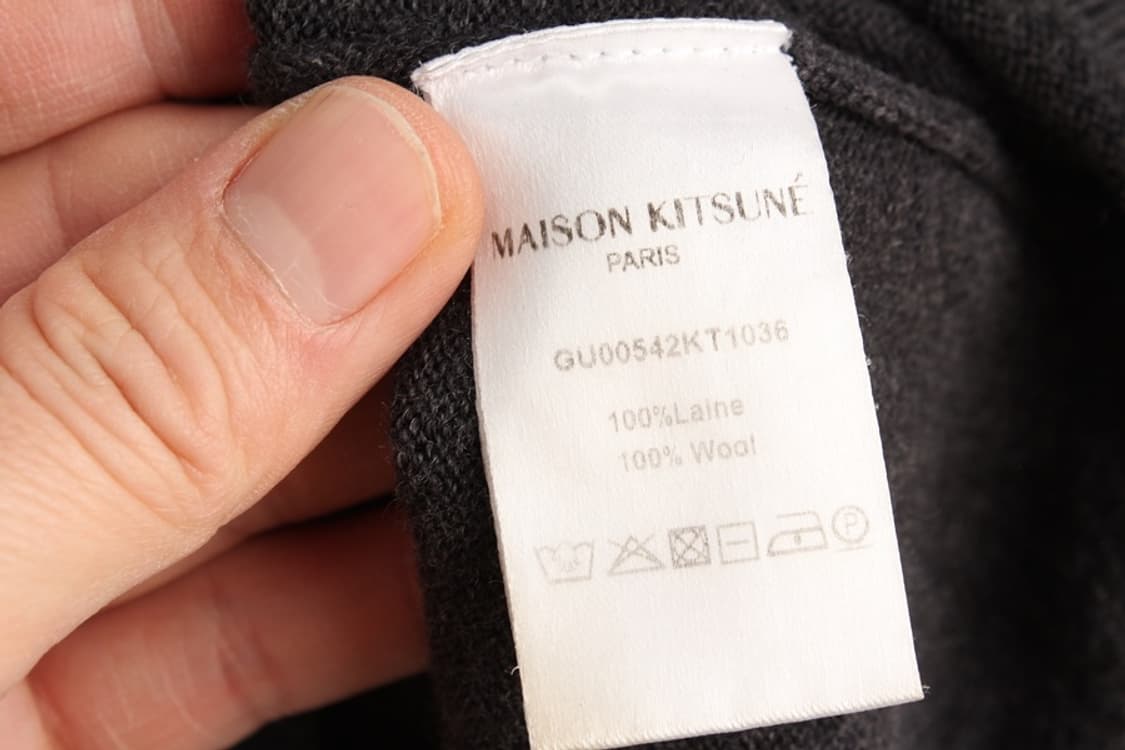 MAISON KITSUNÉ
PARIS
GU00542KT1036
100%Laine
100% Wool
P